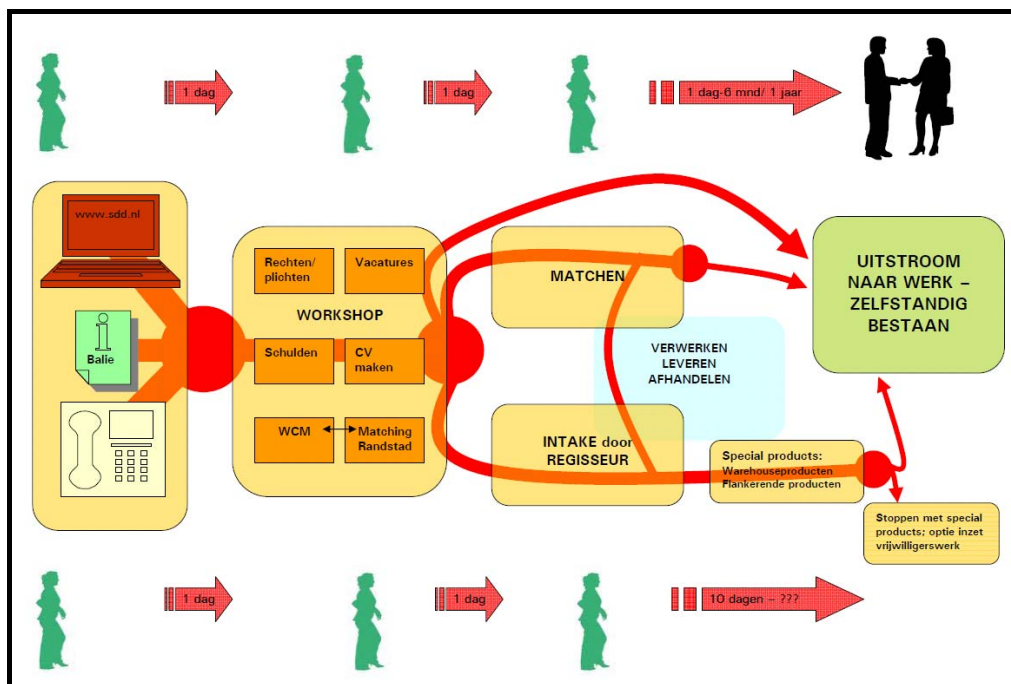 1 dag
1 dag
1 dag-6 mnd/ 1 jaar
www.sdd.nl
i
Balie
Rechten/
plichten
Vacatures
WORKSHOP
Schulden
CV
maken
WCM
Matching
Randstad
MATCHEN
VERWERKEN
LEVEREN
AFHANDELEN
INTAKE door
REGISSEUR
Special products:
Warehouseproducten
Flankerende producten
UITSTROOM
NAAR WERK –
ZELFSTANDIG
BESTAAN
Stoppen met special
products; optie inzet
vrijwilligerswerk
1 dag
1 dag
10 dagen – ???